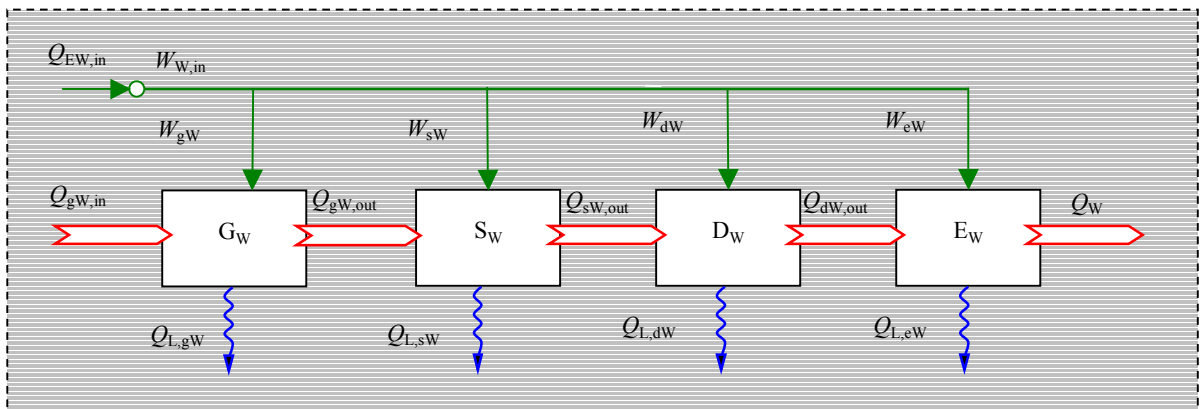 Q_EW,in W_W,in
W_gW W_sW W_dW W_eW
Q_gW,in Q_gW,out Q_sW,out Q_dW,out Q_W
G_W S_W D_W E_W
Q_L,gW Q_L,sW Q_L,dW Q_L,eW